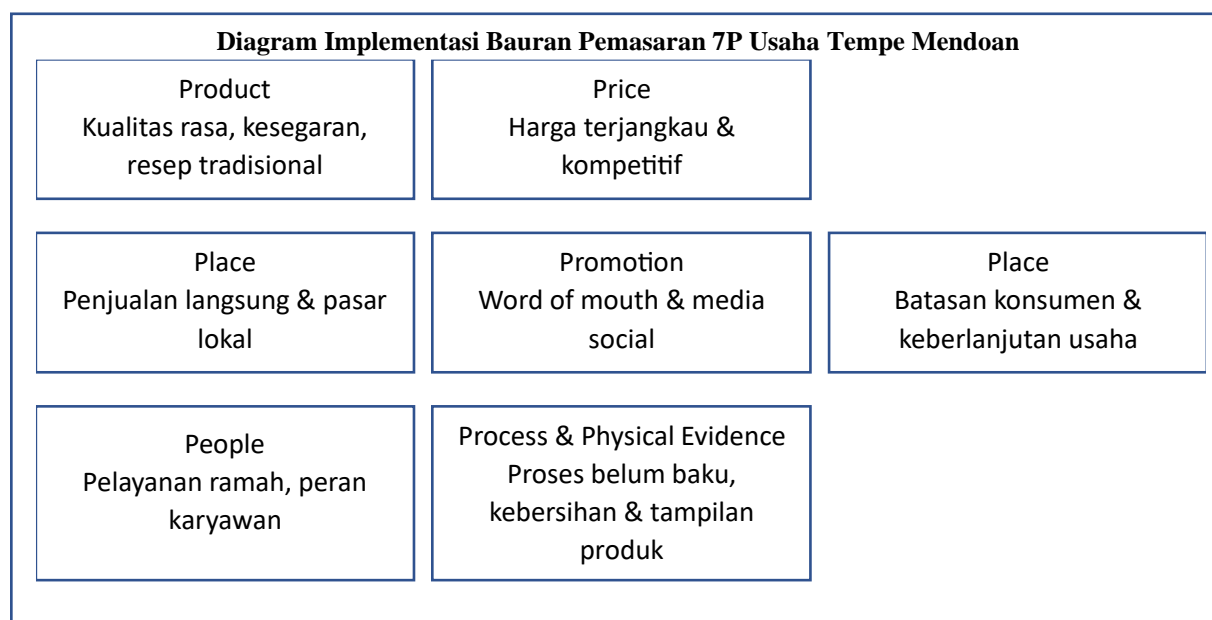 Diagram Implementasi Bauran Pemasaran 7P Usaha Tempe Mendoan
Product
Kualitas rasa, kesegaran,
resep tradisional
Price
Harga terjangkau &
kompetitif
Place
Penjualan langsung & pasar
lokal
Promotion
Word of mouth & media
social
Place
Batasan konsumen &
keberlanjutan usaha
People
Pelayanan ramah, peran
karyawan
Process & Physical Evidence
Proses belum baku,
kebersihan & tampilan
produk